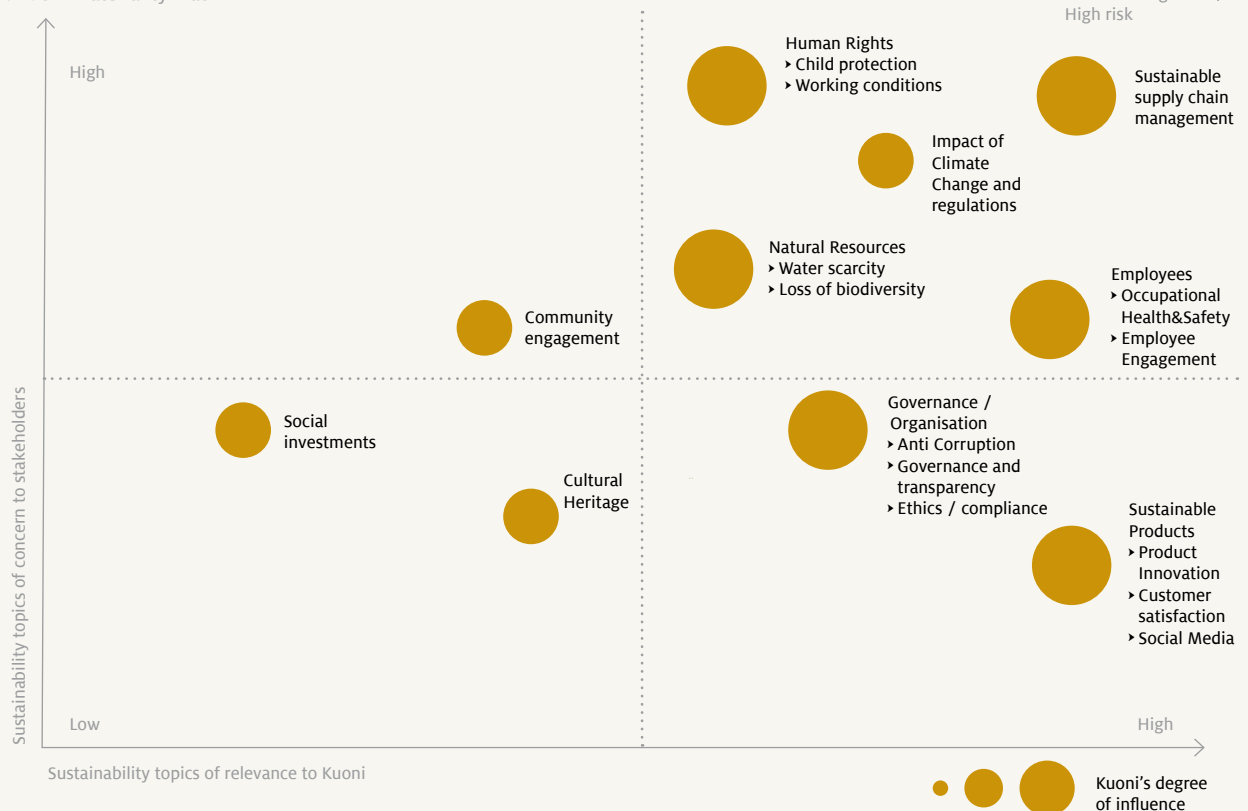 High risk
High
Human Rights
➤ Child protection
➤ Working conditions
Sustainable
supply chain
management
Impact of
Climate
Change and
regulations
Natural Resources
➤ Water scarcity
➤ Loss of biodiversity
Employees
➤ Occupational
Health&Safety
➤ Employee
Engagement
Community
engagement
Social
investments
Cultural
Heritage
Governance /
Organisation
➤ Anti Corruption
➤ Governance and
transparency
➤ Ethics / compliance
Sustainable
Products
➤ Product
Innovation
➤ Customer
satisfaction
➤ Social Media
Sustainability topics of concern to stakeholders
Low
High
Sustainability topics of relevance to Kuoni
Kuoni's degree
of influence